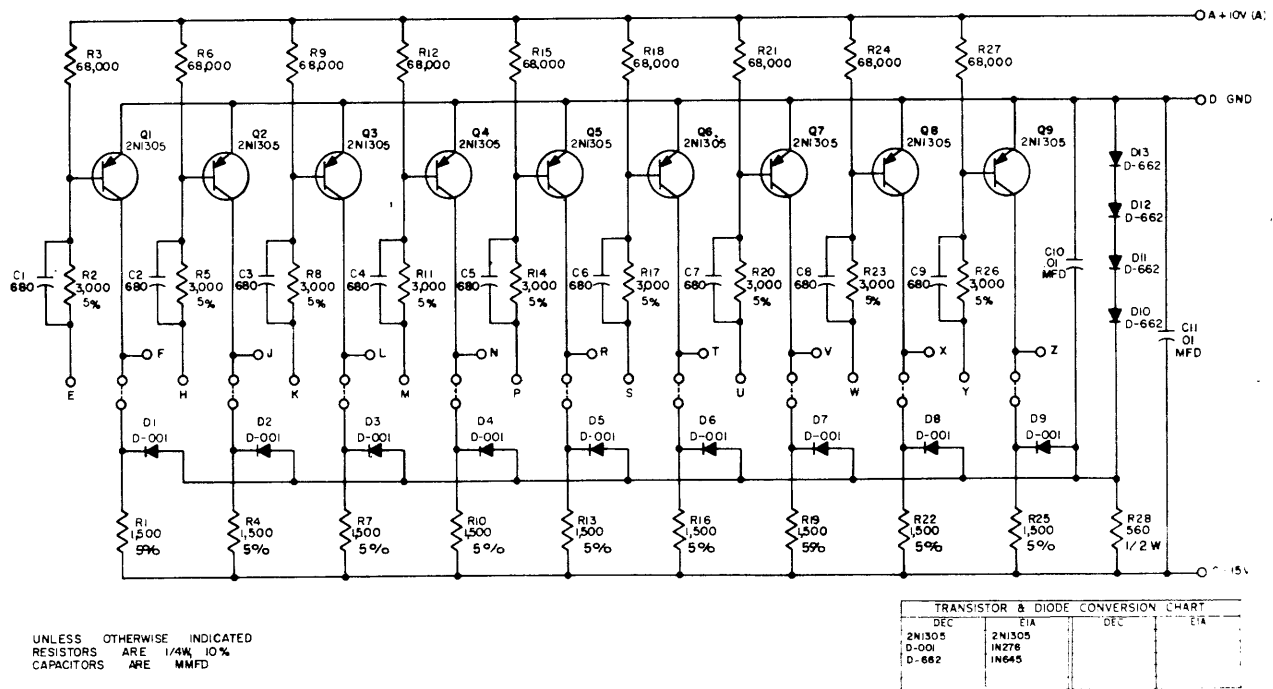 A +10V (A)
R3 68,000
R6 68,000
R9 68,000
R12 68,000
R15 68,000
R18 68,000
R21 68,000
R24 68,000
R27 68,000
D GND
Q1 2N1305
Q2 2N1305
Q3 2N1305
Q4 2N1305
Q5 2N1305
Q6 2N1305
Q7 2N1305
Q8 2N1305
Q9 2N1305
D13 D-662
D12 D-662
D11 D-662
D10 D-662
C1 680
R2 3,000 5%
C2 680
R5 3,000 5%
C3 680
R8 3,000 5%
C4 680
R11 3,000 5%
C5 680
R14 3,000 5%
C6 680
R17 3,000 5%
C7 680
R20 3,000 5%
C8 680
R23 3,000 5%
C9 680
R26 3,000 5%
C10 .01 MFD
C11 .01 MFD
F J L N R T V X Z
E H K M P S U W Y
D1 D-001
D2 D-001
D3 D-001
D4 D-001
D5 D-001
D6 D-001
D7 D-001
D8 D-001
D9 D-001
R1 1,500 5%
R4 1,500 5%
R7 1,500 5%
R10 1,500 5%
R13 1,500 5%
R16 1,500 5%
R19 1,500 5%
R22 1,500 5%
R25 1,500 5%
R28 560 1/2 W
-15V
UNLESS OTHERWISE INDICATED
RESISTORS ARE 1/4W, 10%
CAPACITORS ARE MMFD
TRANSISTOR & DIODE CONVERSION CHART
DEC EIA DEC EIA
2N1305 2N1305
D-001 1N276
D-662 1N645